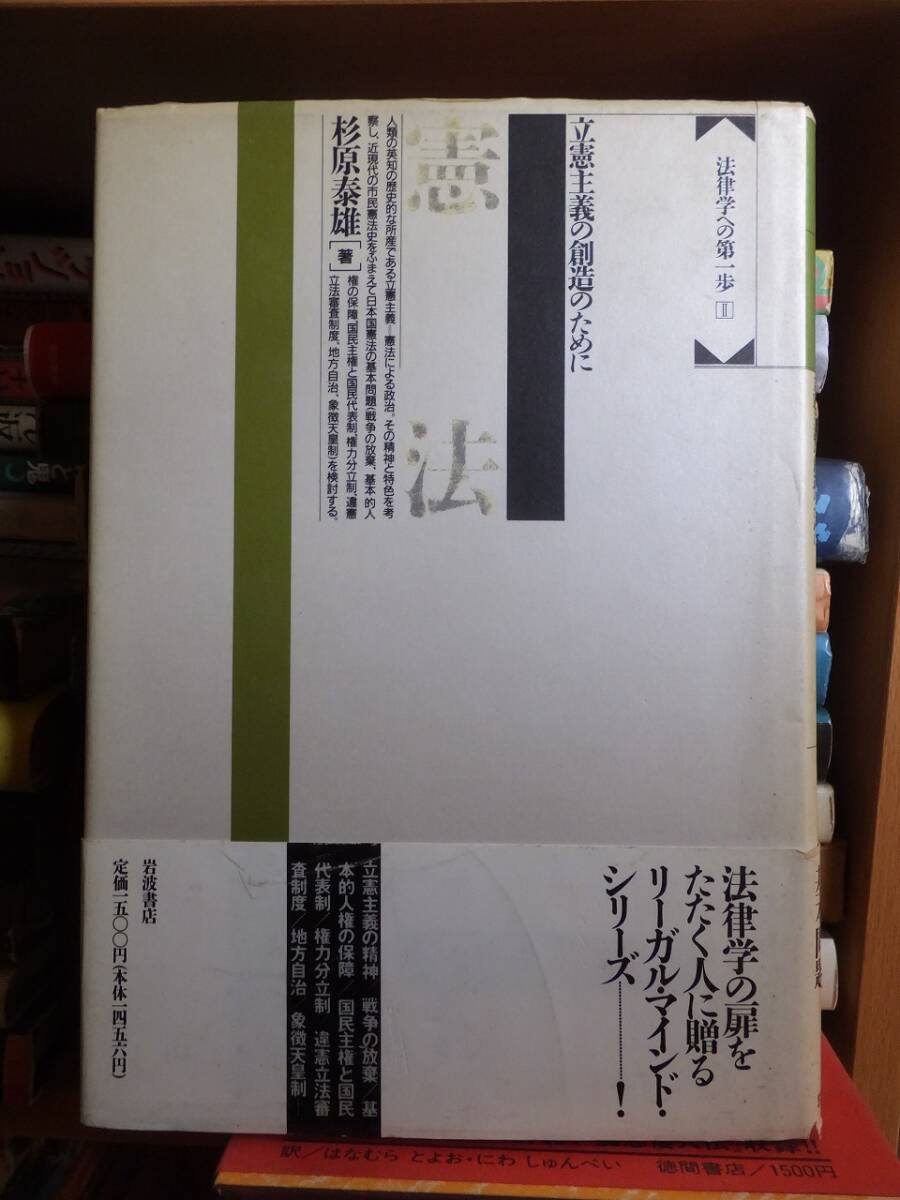 法律学への第一歩 Ⅱ
立憲主義の創造のために
憲法
人類の英知の歴史的な所産である立憲主義―憲法による政治。その精神と特色を考
察し、近現代の市民憲法史をふまえて日本国憲法の基本問題(戦争の放棄、基本的人
権の保障、国民主権と国民代表制、権力分立制、違憲
立法審査制度、地方自治、象徴天皇制)を検討する。
杉原泰雄[著]
法律学の扉を
たたく人に贈る
リーガル・マインド・
シリーズ――!
立憲主義の精神 戦争の放棄/基
本的人権の保障/国民主権と国民
代表制/権力分立制 違憲立法審
査制度/地方自治 象徴天皇制―
岩波書店
定価一五〇〇円(本体一四五六円)
訳/はなむら とよお・にわ しゅんぺい 徳間書店/1500円